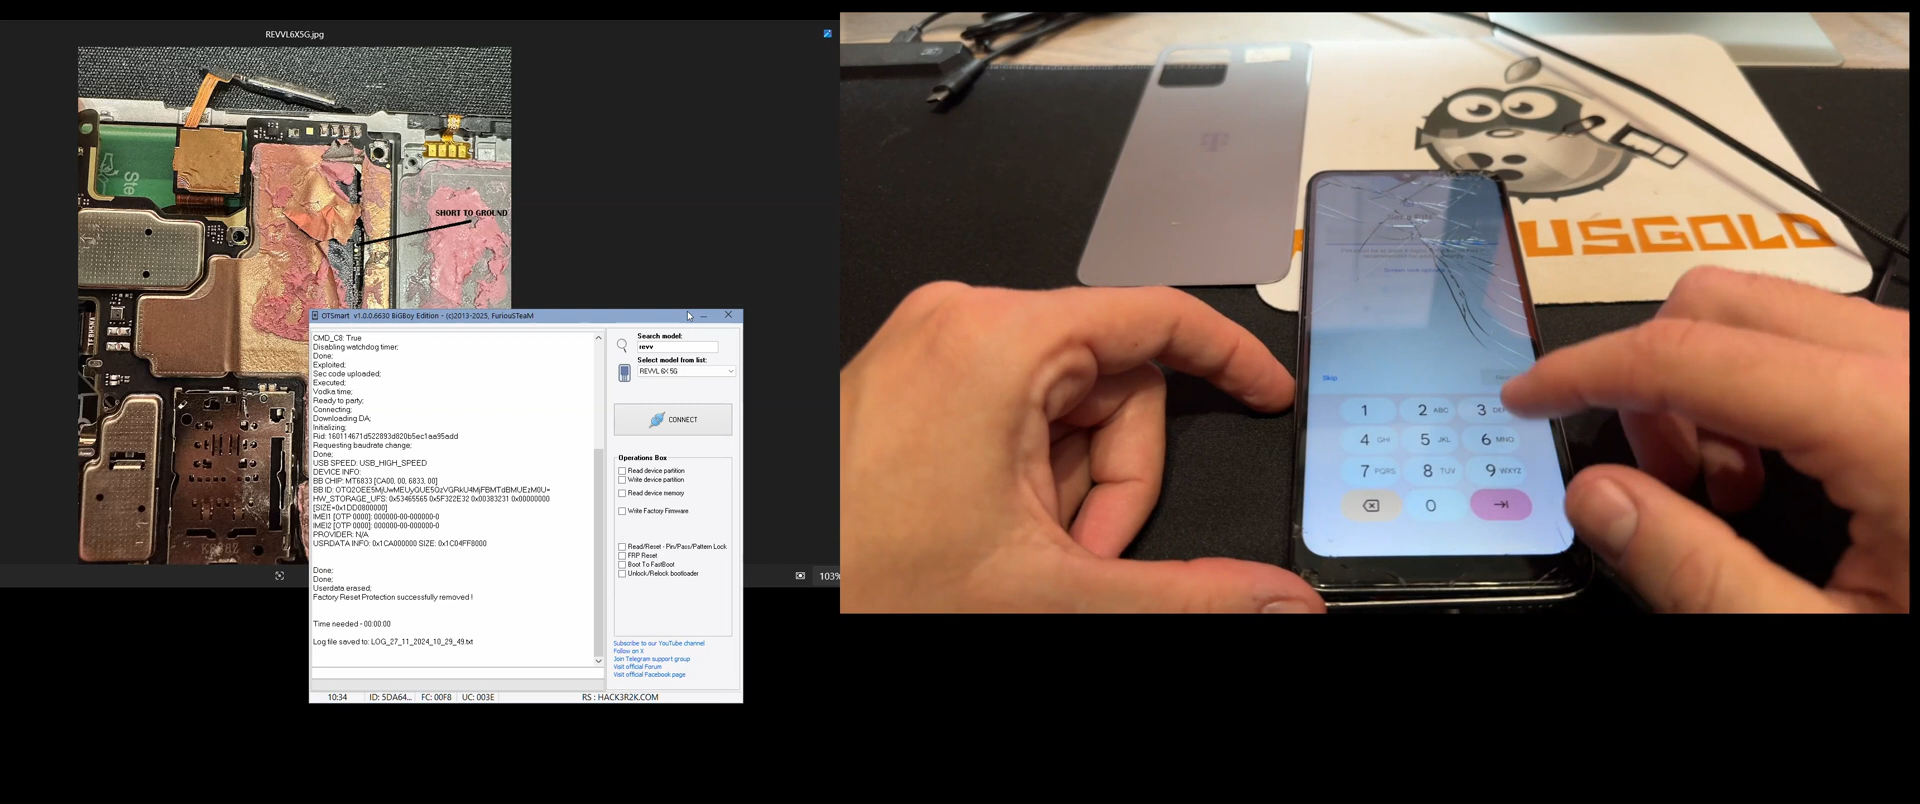 REVVL6X5G.jpg
Ste
SHORT TO GROUND
OTSmart v1.0.0.6630 BiGBoy Edition - (c)2013-2025, FuriouSTeaM
CMD_C8: True
Disabling watchdog timer;
Done;
Exploited;
Sec code uploaded;
Executed;
Vodka time;
Ready to party;
Connecting;
Downloading DA;
Initializing;
Rid: 160114671d522893d820b5ec1aa95add
Requesting baudrate change;
Done;
USB SPEED: USB_HIGH_SPEED
DEVICE INFO:
BB CHIP: MT6833 [CA00, 00, 6833, 00]
HW_STORAGE_UFS: 0x53465565 0x5F322E32 0x00383231 0x00000000
[SIZE=0x1DD0800000]
IMEI1 [OTP 0000]: 000000-00-000000-0
IMEI2 [OTP 0000]: 000000-00-000000-0
PROVIDER: N/A
USRDATA INFO: 0x1CA000000 SIZE: 0x1C04FF8000
Done;
Done;
Userdata erased;
Factory Reset Protection successfully removed !
Time needed - 00:00:00
Log file saved to: LOG_27_11_2024_10_29_49.txt
Search model:
revv
Select model from list:
REVVL 6X 5G
CONNECT
Operations Box
Read device partition
Write device partition
Read device memory
Write Factory Firmware
Read/Reset - Pin/Pass/Pattern Lock
FRP Reset
Boot To FastBoot
Unlock/Relock bootloader
Subscribe to our YouTube channel
Follow on X
Join Telegram support group
Visit official Forum
Visit official Facebook page
10:34 ID: 5DA64... FC: 00F8 UC: 003E RS : HACK3R2K.COM
103%
USGOLD
Set a PIN
Screen lock options
Skip
1 2 ABC 3
4 GHI 5 JKL 6 MNO
7 PQRS 8 TUV 9 WXYZ
0